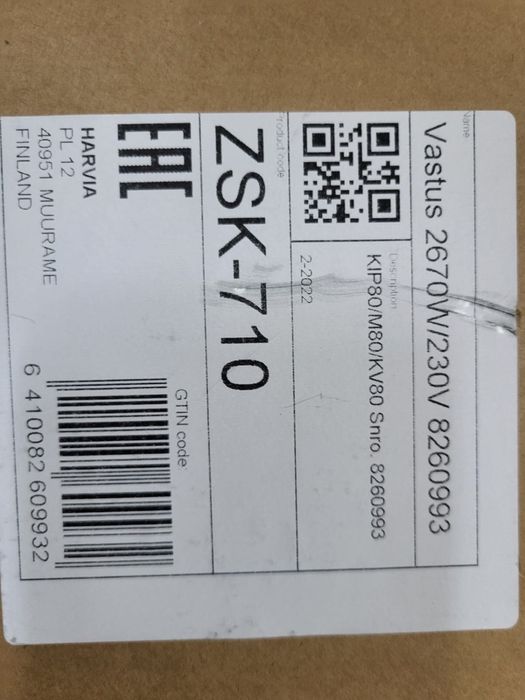 Name
Vastus 2670W/230V 8260993
Description
KIP80/M80/KV80 Snro. 8260993
2-2022
Product code
ZSK-710
GTIN code:
6 410082 609932
EAC
HARVIA
PL 12
40951 MUURAME
FINLAND